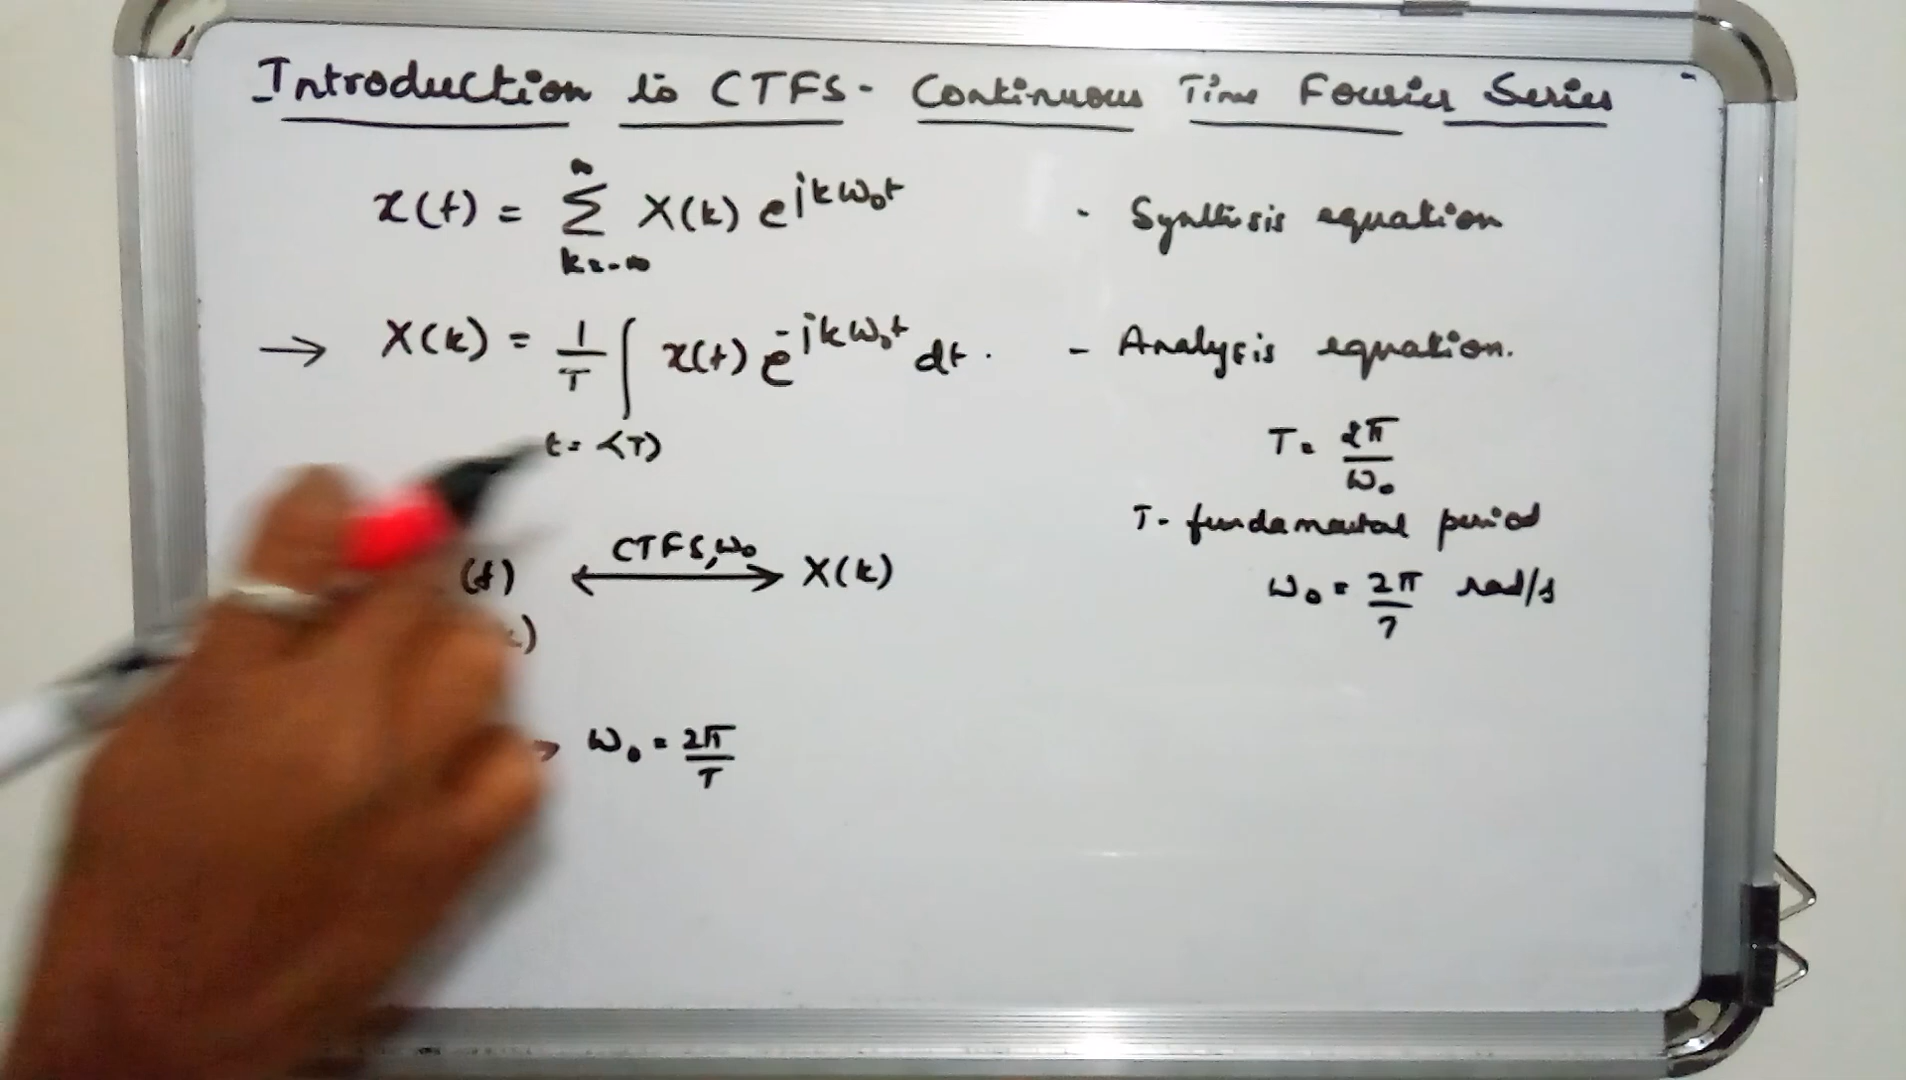 Introduction to CTFS - Continuous Time Fourier Series
x(t) = ∞ Σ k=-∞ X(k) e^jkω₀t - Synthesis equation
→ X(k) = 1/T ∫ t=<T> x(t) e^-jkω₀t dt. - Analysis equation.
T = 2π/ω₀
T - fundamental period
(t) ←CTFS, ω₀→ X(k)
ω₀ = 2π/T rad/s
ω₀ = 2π/T